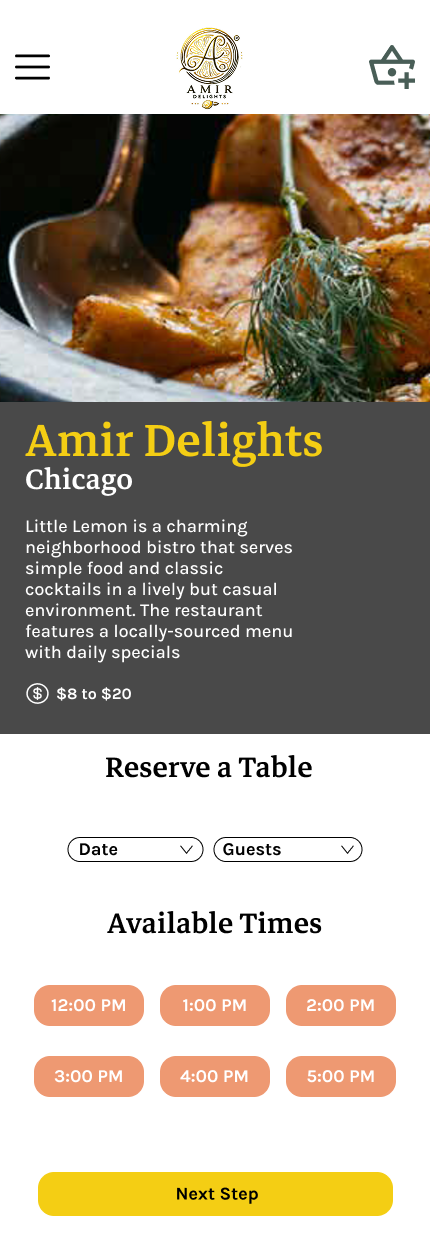 AMIR
DELIGHTS
Amir Delights
Chicago
Little Lemon is a charming
neighborhood bistro that serves
simple food and classic
cocktails in a lively but casual
environment. The restaurant
features a locally-sourced menu
with daily specials
$ $8 to $20
Reserve a Table
Date Guests
Available Times
12:00 PM 1:00 PM 2:00 PM
3:00 PM 4:00 PM 5:00 PM
Next Step